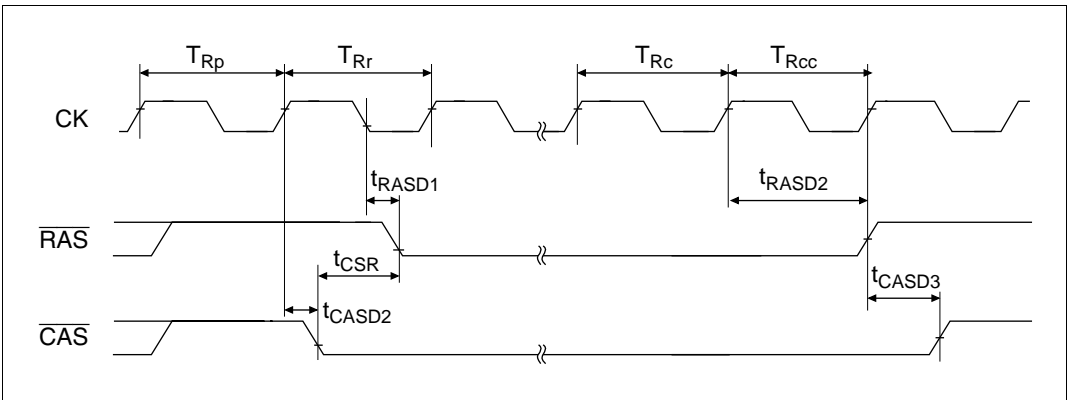 TRp TRr TRc TRcc
CK
tRASD1 tRASD2
RAS
tCSR tCASD3
tCASD2
CAS